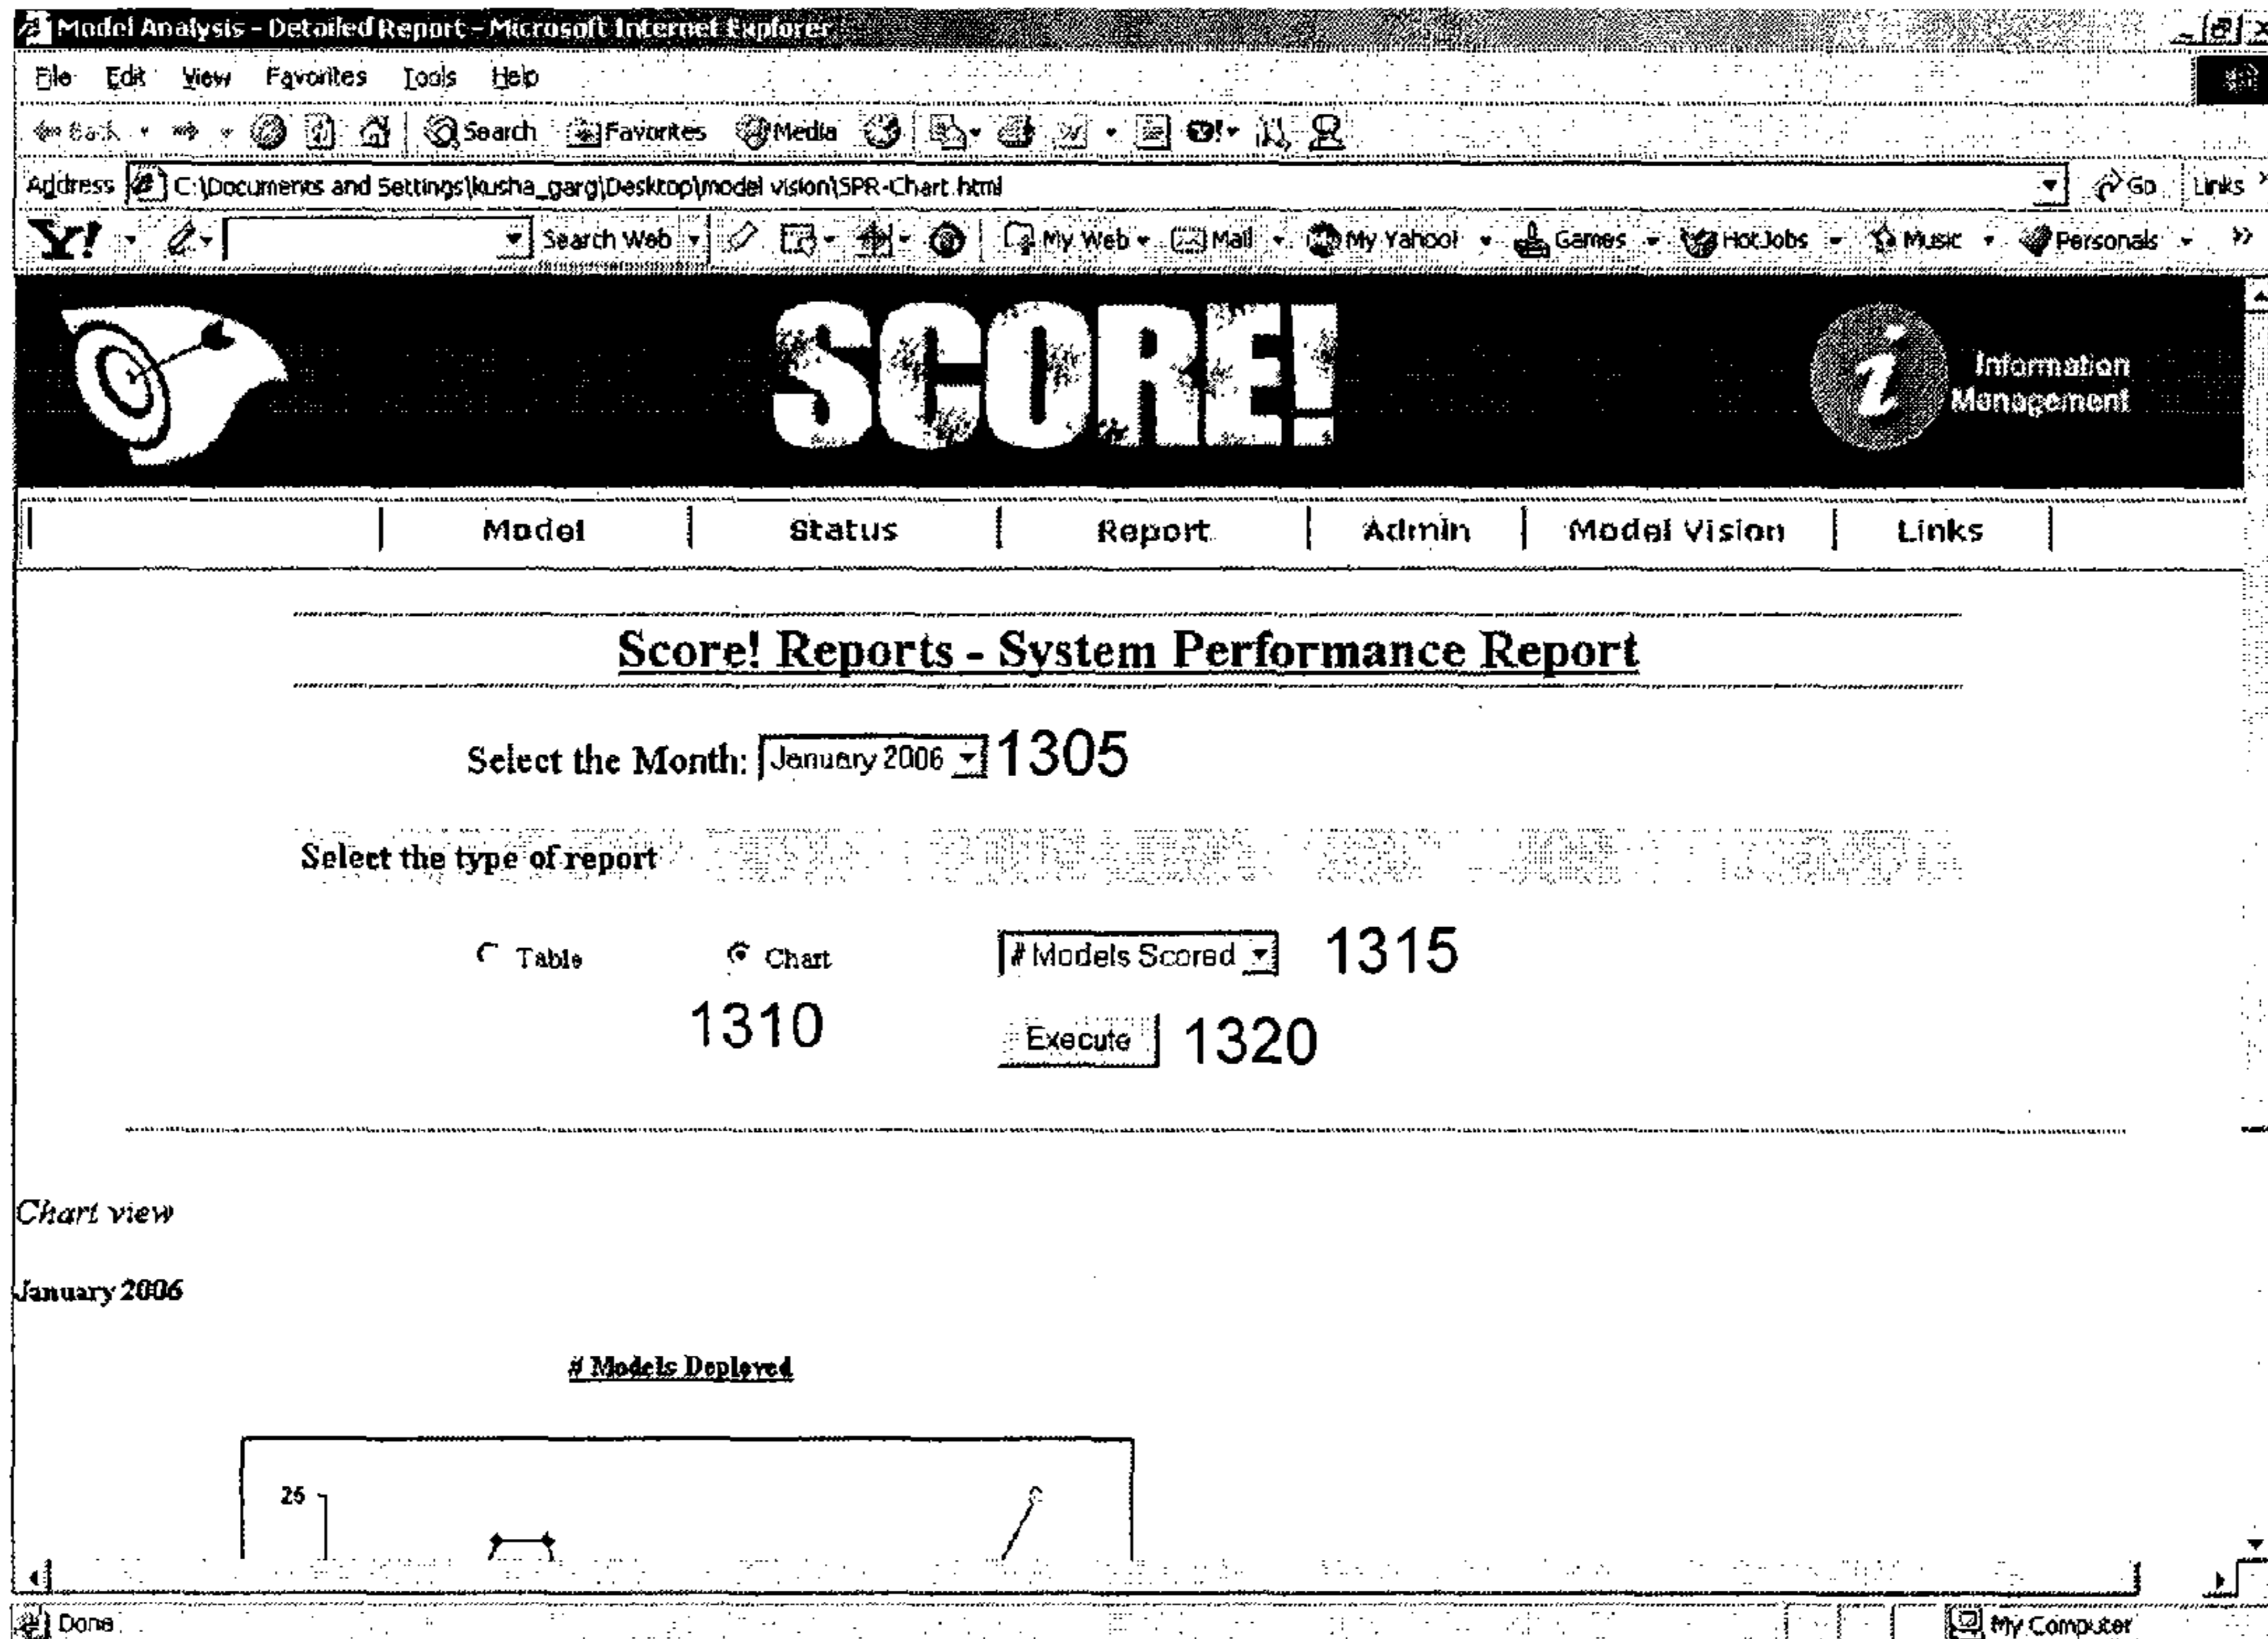 Model Analysis - Detailed Report - Microsoft Internet Explorer
File Edit View Favorites Tools Help
Back Search Favorites Media
Address C:\Documents and Settings\kusha_garg\Desktop\model vision\SPR-Chart.html Go Links
Y! Search Web My Web Mail My Yahoo! Games HotJobs Music Personals
SCORE!
i Information Management
Model Status Report Admin Model Vision Links
Score! Reports - System Performance Report
Select the Month: January 2006 1305
Select the type of report
Table Chart # Models Scored 1315
1310 Execute 1320
Chart view
January 2006
# Models Deployed
25
Done My Computer